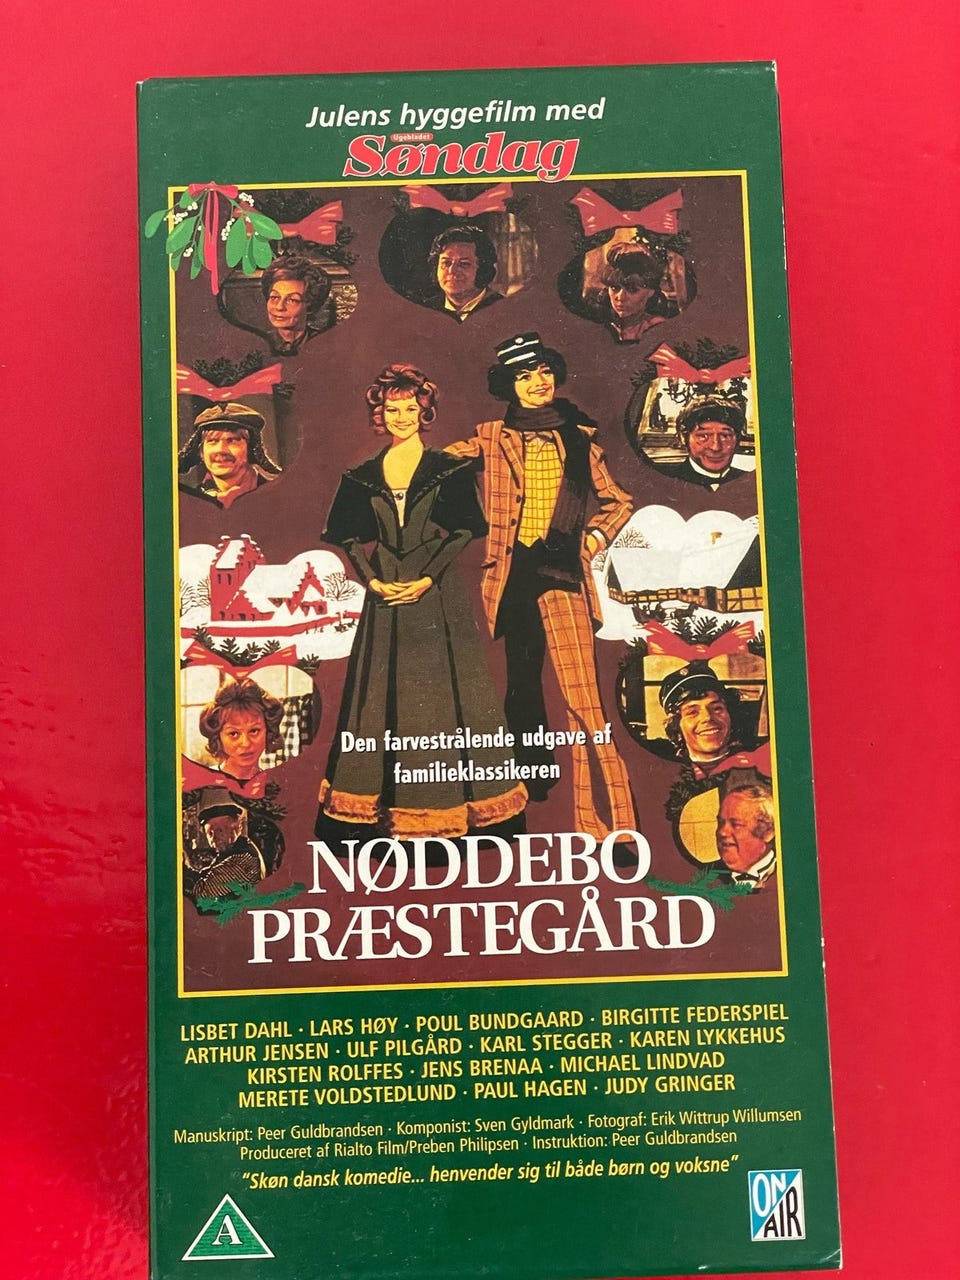 Julens hyggefilm med
Ugebladet
Søndag
Den farvestrålende udgave af
familieklassikeren
NØDDEBO
PRÆSTEGÅRD
LISBET DAHL · LARS HØY · POUL BUNDGAARD · BIRGITTE FEDERSPIEL
ARTHUR JENSEN · ULF PILGÅRD · KARL STEGGER · KAREN LYKKEHUS
KIRSTEN ROLFFES · JENS BRENAA · MICHAEL LINDVAD
MERETE VOLDSTEDLUND · PAUL HAGEN · JUDY GRINGER
Manuskript: Peer Guldbrandsen · Komponist: Sven Gyldmark · Fotograf: Erik Wittrup Willumsen
Produceret af Rialto Film/Preben Philipsen · Instruktion: Peer Guldbrandsen
"Skøn dansk komedie... henvender sig til både børn og voksne"
A
ON
AIR